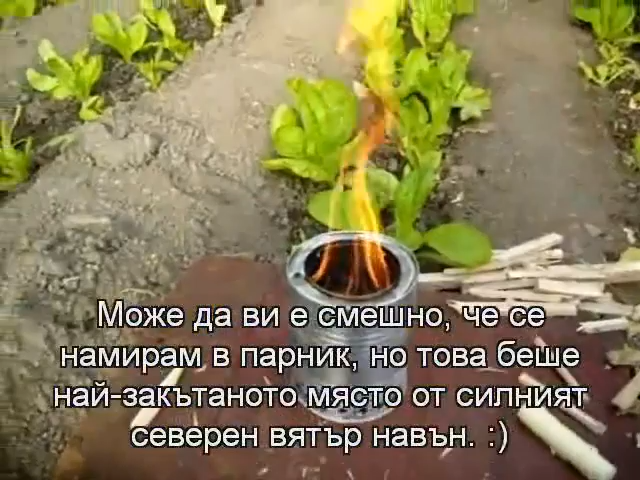 Може да ви е смешно, че се
намирам в парник, но това беше
най-закътаното място от силният
северен вятър навън. :)